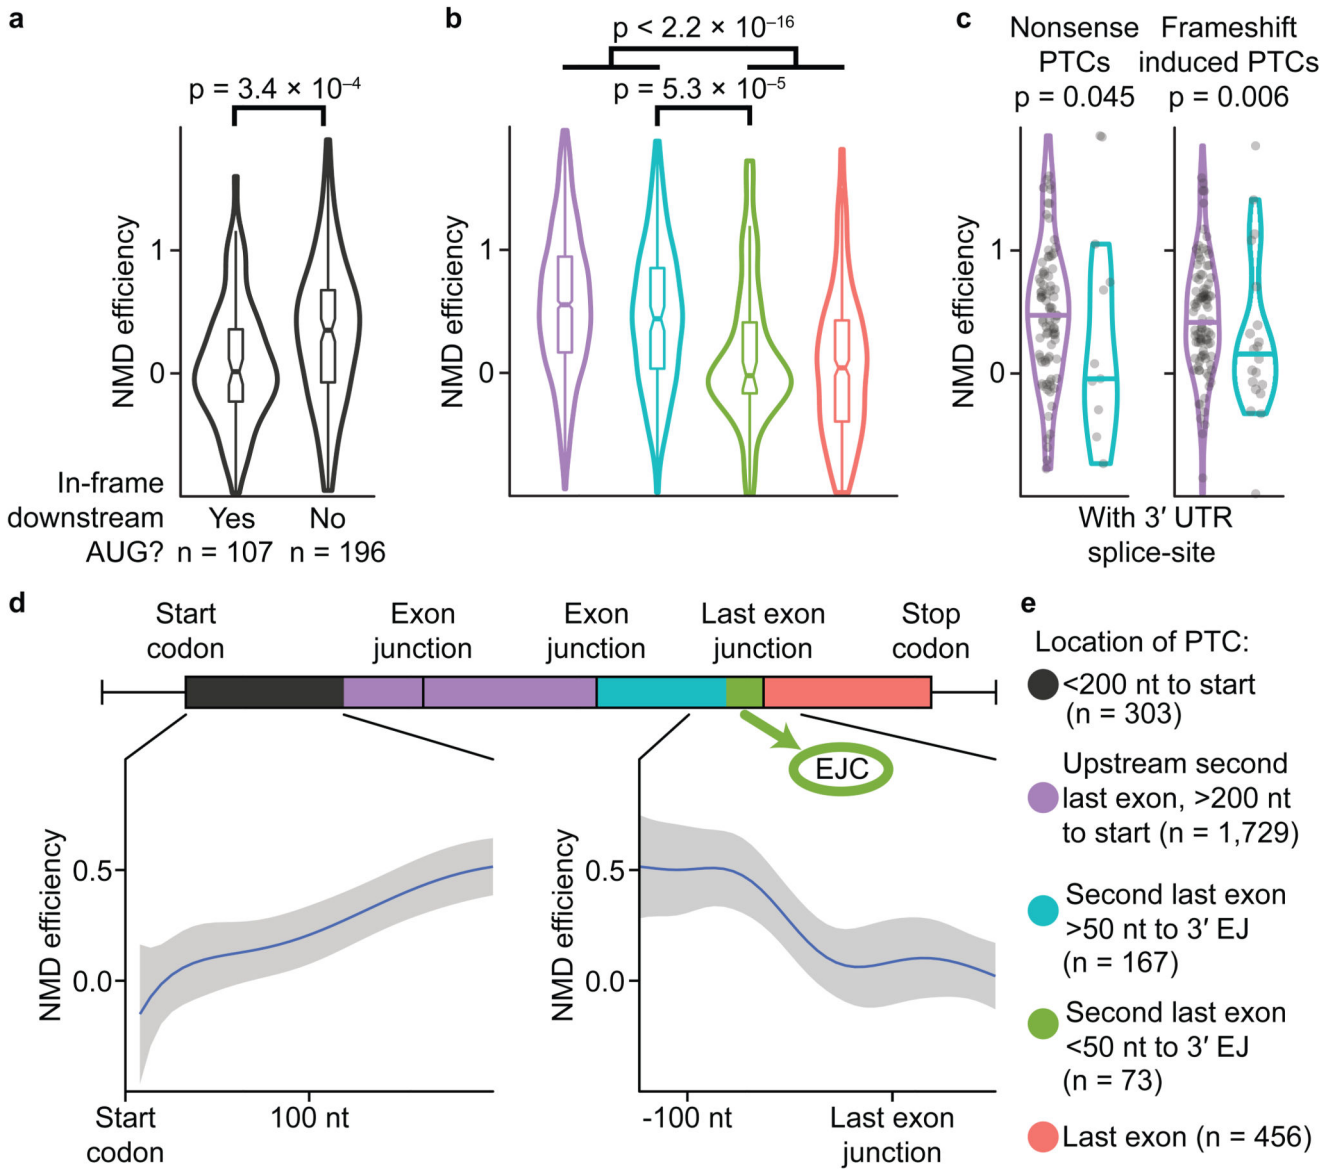 a
p = 3.4 × 10⁻⁴
NMD efficiency
1
0
In-frame
downstream
AUG?
Yes
No
n = 107
n = 196
b
p < 2.2 × 10⁻¹⁶
p = 5.3 × 10⁻⁵
NMD efficiency
1
0
c
Nonsense
PTCs
p = 0.045
Frameshift
induced PTCs
p = 0.006
NMD efficiency
1
0
With 3′ UTR
splice-site
d
Start
codon
Exon
junction
Exon
junction
Last exon
junction
Stop
codon
EJC
NMD efficiency
0.5
0.0
Start
codon
100 nt
NMD efficiency
0.5
0.0
-100 nt
Last exon
junction
e
Location of PTC:
<200 nt to start
(n = 303)
Upstream second
last exon, >200 nt
to start (n = 1,729)
Second last exon
>50 nt to 3′ EJ
(n = 167)
Second last exon
<50 nt to 3′ EJ
(n = 73)
Last exon (n = 456)